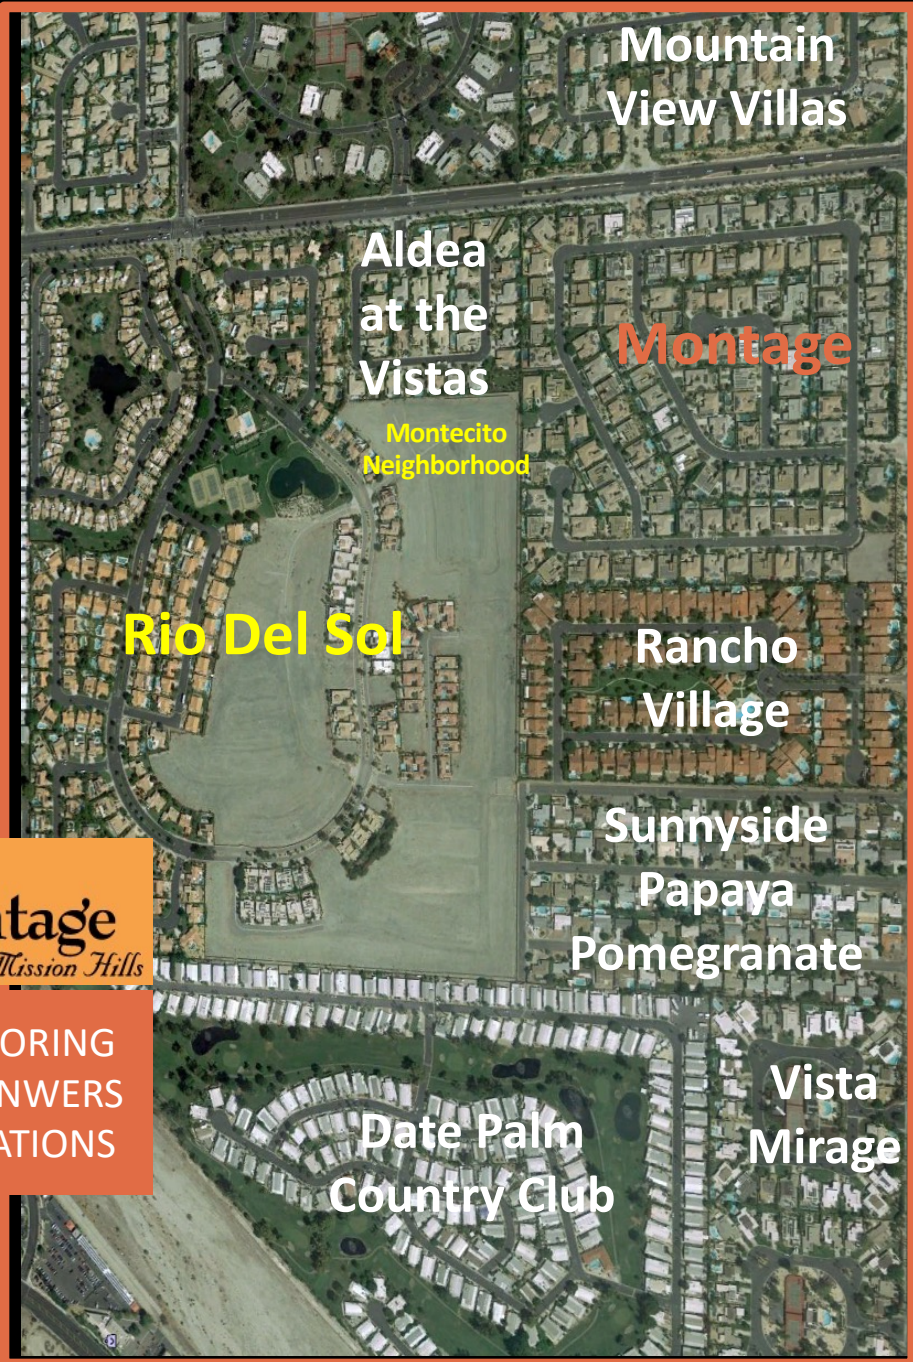 Mountain
View Villas
Aldea
at the
Vistas
Montage
Montecito
Neighborhood
Rio Del Sol
Rancho
Village
Sunnyside
Papaya
Pomegranate
ntage
Mission Hills
ORING
NWERS
ATIONS
Vista
Mirage
Date Palm
Country Club